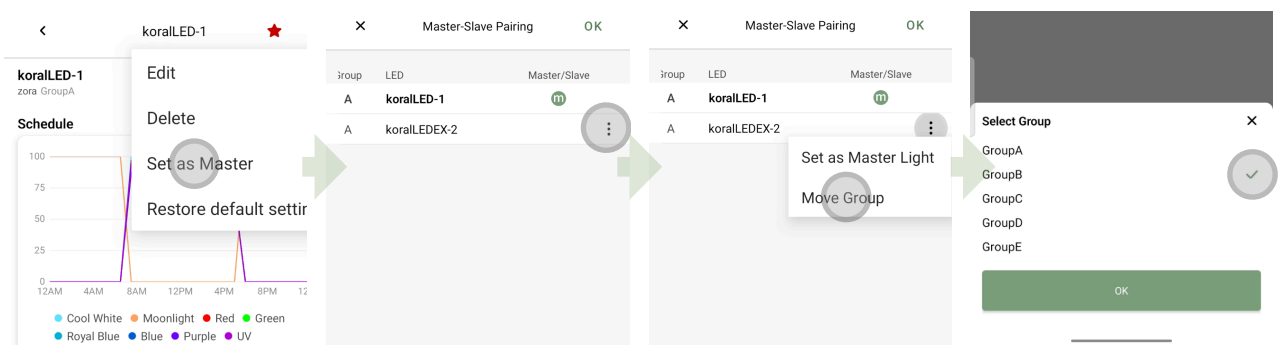 koralLED-1
koralLED-1
zora GroupA
Schedule
Edit
Delete
Set as Master
Restore default settin
100
75
50
25
0
12AM 4AM 8AM 12PM 4PM 8PM 12
Cool White Moonlight Red Green
Royal Blue Blue Purple UV
Master-Slave Pairing OK
Group LED Master/Slave
A koralLED-1 m
A koralLEDEX-2
Master-Slave Pairing OK
Group LED Master/Slave
A koralLED-1 m
A koralLEDEX-2
Set as Master Light
Move Group
Select Group
GroupA
GroupB
GroupC
GroupD
GroupE
OK